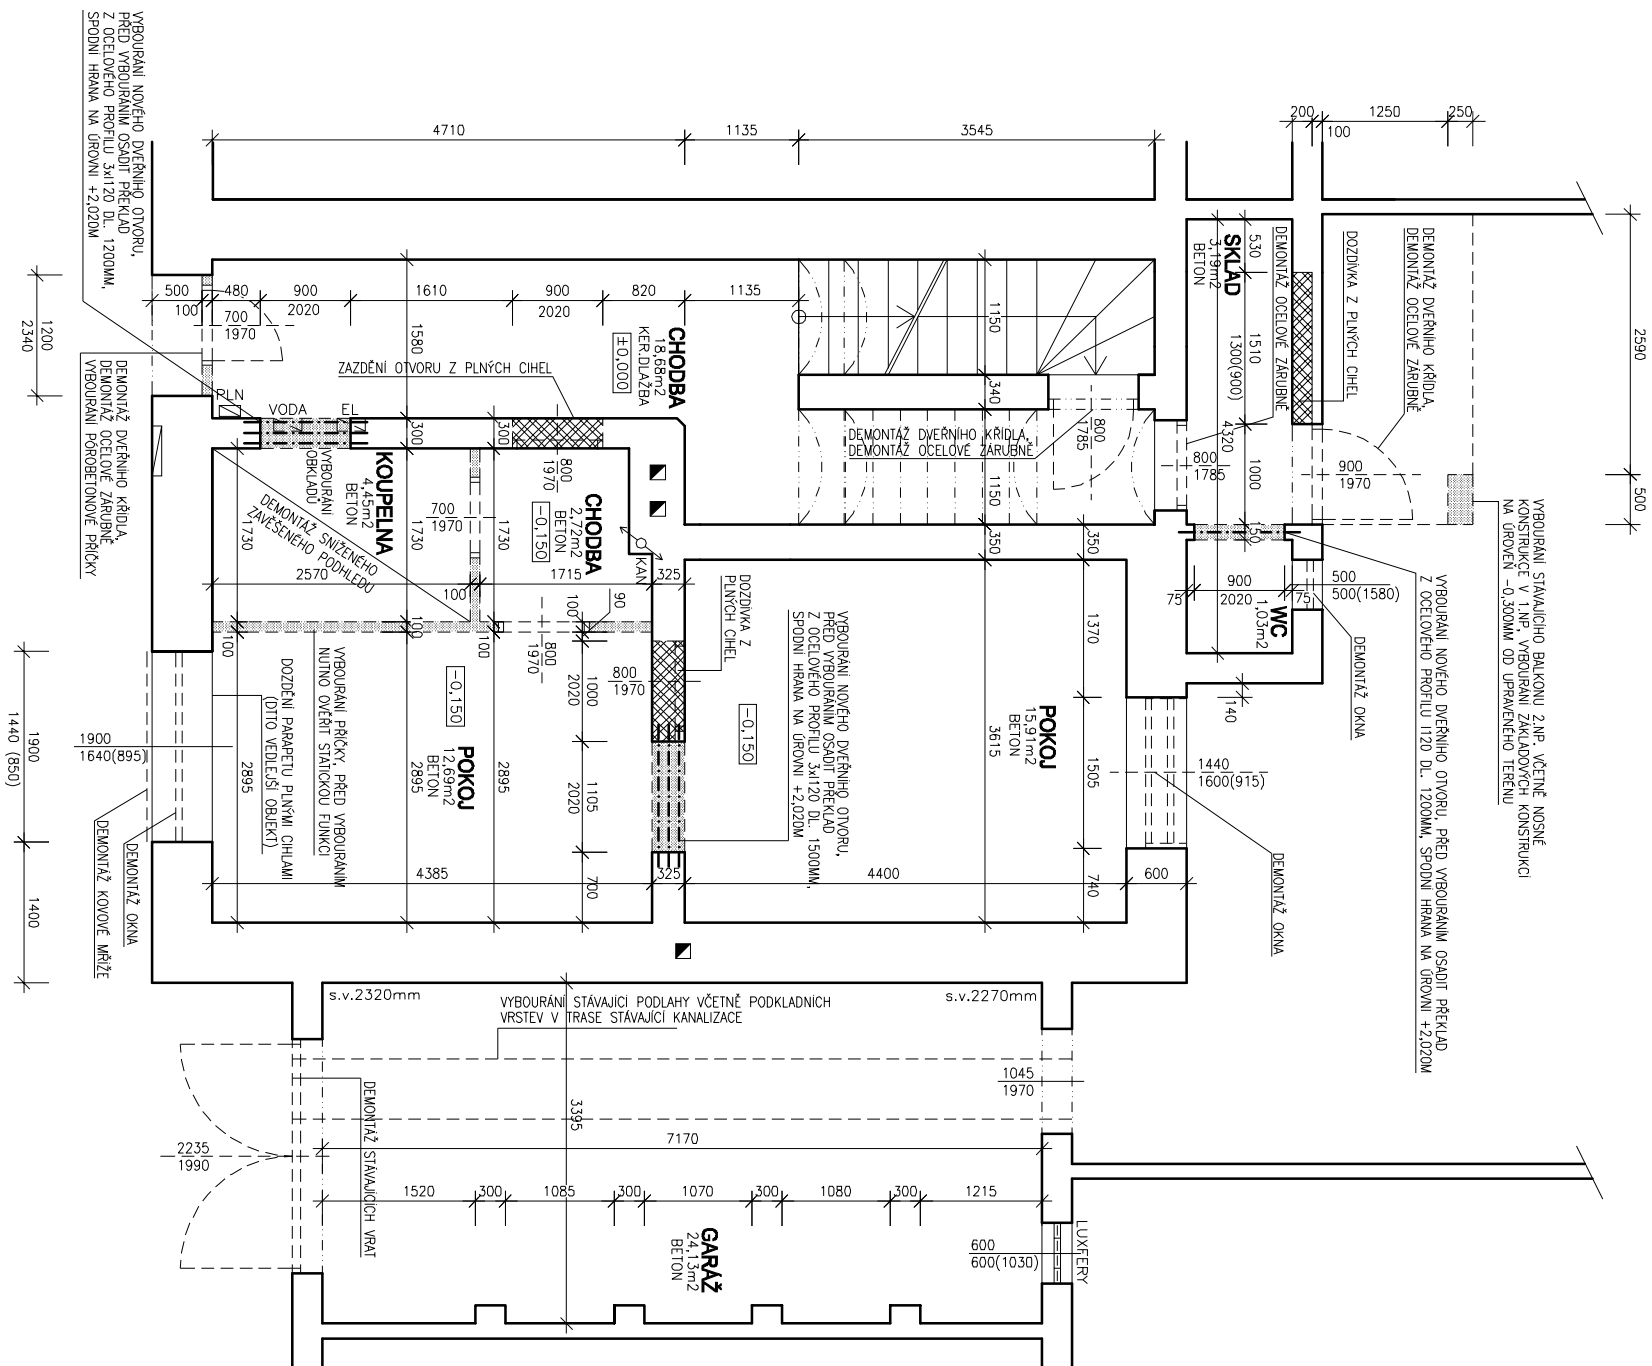 VYBOURÁNÍ NOVÉHO DVEŘNÍHO OTVORU,
PŘED VYBOURÁNÍM OSADIT PŘEKLAD
Z OCELOVÉHO PROFILU 3xI120 DL. 1200MM,
SPODNÍ HRANA NA ÚROVNI +2,020M
4710
1135
3545
200
100
1250
250
2590
500
DEMONTÁŽ DVEŘNÍHO KŘÍDLA,
DEMONTÁŽ OCELOVÉ ZÁRUBNĚ
DOZDÍVKA Z PLNÝCH CIHEL
DEMONTÁŽ OCELOVÉ ZÁRUBNĚ
SKLAD
3,19m2
BETON
530
1510
1300(900)
4320
1000
150
900
1970
800
1785
500
100
480
900
2020
1610
900
2020
820
1135
700
1970
1200
2340
1580
1150
340
1150
350
350
CHODBA
18,68m2
KER.DLAŽBA
±0,000
ZAZDĚNÍ OTVORU Z PLNÝCH CIHEL
PLN
VODA
EL
300
300
800
1970
DEMONTÁŽ DVEŘNÍHO KŘÍDLA,
DEMONTÁŽ OCELOVÉ ZÁRUBNĚ
800
1785
DEMONTÁŽ DVEŘNÍHO KŘÍDLA,
DEMONTÁŽ OCELOVÉ ZÁRUBNĚ
VYBOURÁNÍ PÓROBETONOVÉ PŘÍČKY
VYBOURÁNÍ
OBKLADŮ
KOUPELNA
4,45m2
BETON
DEMONTÁŽ SNÍŽENÉHO
ZAVĚŠENÉHO PODHLEDU
1730
1730
1730
700
1970
CHODBA
2,72m2
BETON
-0,150
KAN
2570
100
1715
325
90
100
100
100
100
800
1970
DOZDÍVKA Z
PLNÝCH CIHEL
800
1970
1000
2020
1105
2020
700
-0,150
VYBOURÁNÍ NOVÉHO DVEŘNÍHO OTVORU,
PŘED VYBOURÁNÍM OSADIT PŘEKLAD
Z OCELOVÉHO PROFILU 3xI120 DL. 1500MM,
SPODNÍ HRANA NA ÚROVNI +2,020M
75
900
2020
75
500
500(1580)
WC
1,03m2
DEMONTÁŽ OKNA
140
VYBOURÁNÍ STÁVAJÍCÍHO BALKONU 2.NP, VČETNĚ NOSNÉ
KONSTRUKCE V 1.NP, VYBOURÁNÍ ZÁKLADOVÝCH KONSTRUKCÍ
NA ÚROVEŇ -0,300MM OD UPRAVENÉHO TERÉNU
VYBOURÁNÍ NOVÉHO DVEŘNÍHO OTVORU, PŘED VYBOURÁNÍM OSADIT PŘEKLAD
Z OCELOVÉHO PROFILU I120 DL. 1200MM, SPODNÍ HRANA NA ÚROVNI +2,020M
1370
1505
740
3615
POKOJ
15,91m2
BETON
1440
1600(915)
DEMONTÁŽ OKNA
-0,150
POKOJ
12,69m2
BETON
2895
2895
2895
VYBOURÁNÍ PŘÍČKY, PŘED VYBOURÁNÍM
NUTNO OVĚŘIT STATICKOU FUNKCI
DOZDĚNÍ PARAPETU PLNÝMI CIHLAMI
(DTTO VEDLEJŠÍ OBJEKT)
1900
1640(895)
1900
1440 (850)
1400
DEMONTÁŽ OKNA
DEMONTÁŽ KOVOVÉ MŘÍŽE
4385
325
4400
600
s.v.2320mm
s.v.2270mm
VYBOURÁNÍ STÁVAJÍCÍ PODLAHY VČETNĚ PODKLADNÍCH
VRSTEV V TRASE STÁVAJÍCÍ KANALIZACE
DEMONTÁŽ STÁVAJÍCÍCH VRAT
2235
1990
1045
1970
3395
7170
1520
300
1085
300
1070
300
1080
300
1215
GARÁŽ
24,13m2
BETON
600
600(1030)
LUXFERY